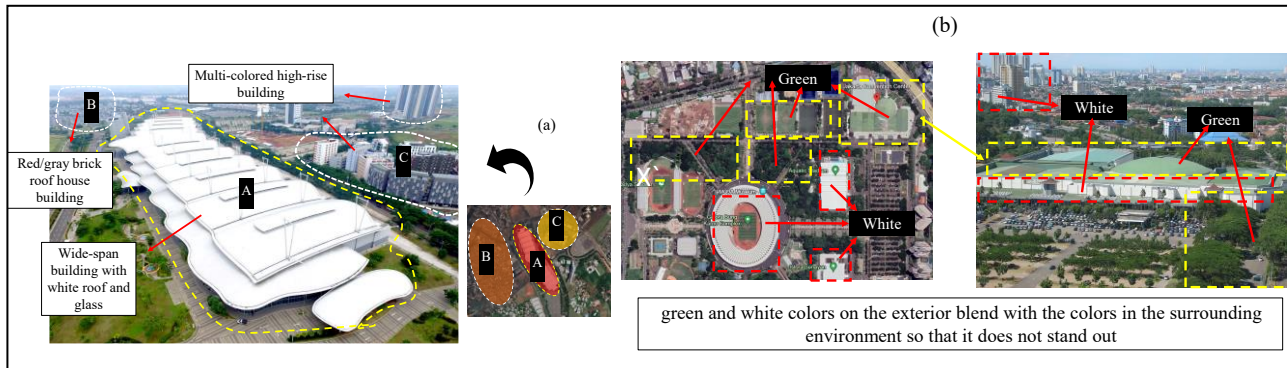 (b)
Multi-colored high-rise
building
B
Red/gray brick
roof house
building
A
Wide-span
building with
white roof and
glass
C
(a)
B
A
C
Green
X
White
White
Green
green and white colors on the exterior blend with the colors in the surrounding
environment so that it does not stand out